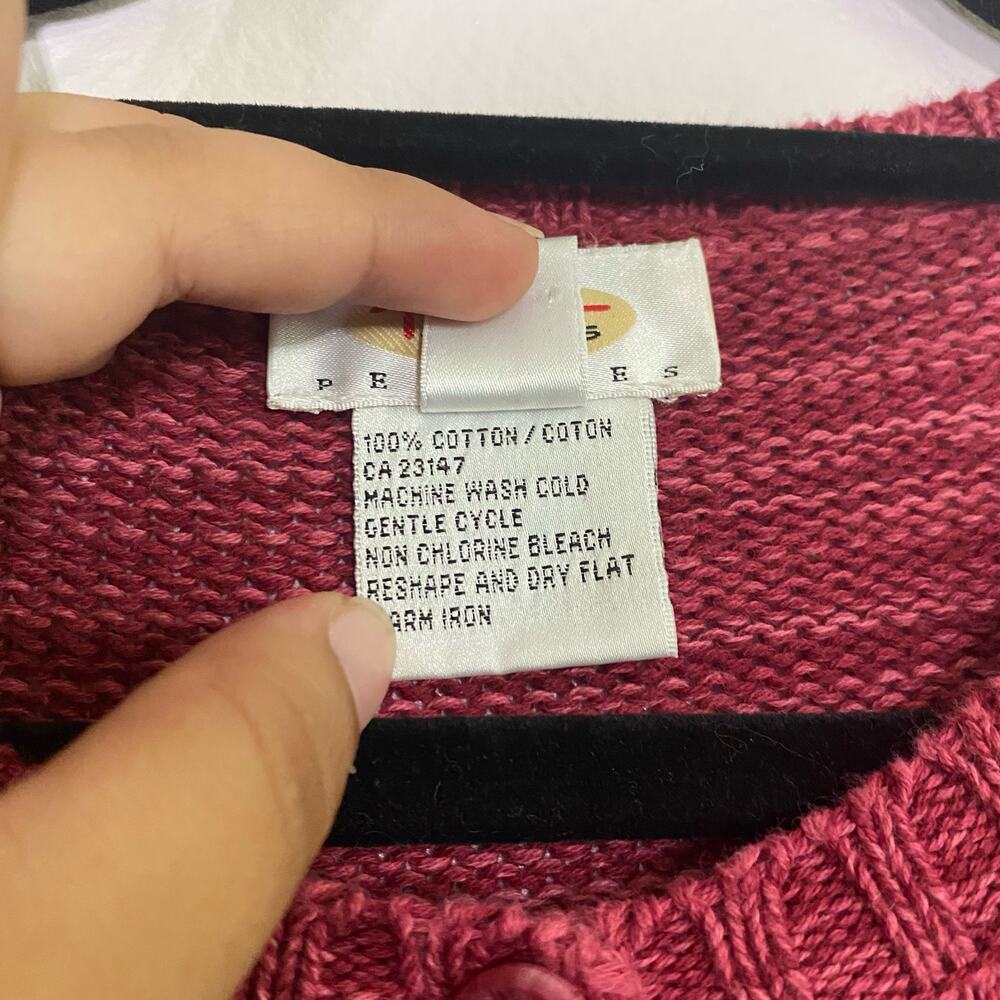 P E E S
100% COTTON / COTON
CA 23147
MACHINE WASH COLD
GENTLE CYCLE
NON CHLORINE BLEACH
RESHAPE AND DRY FLAT
ARM IRON